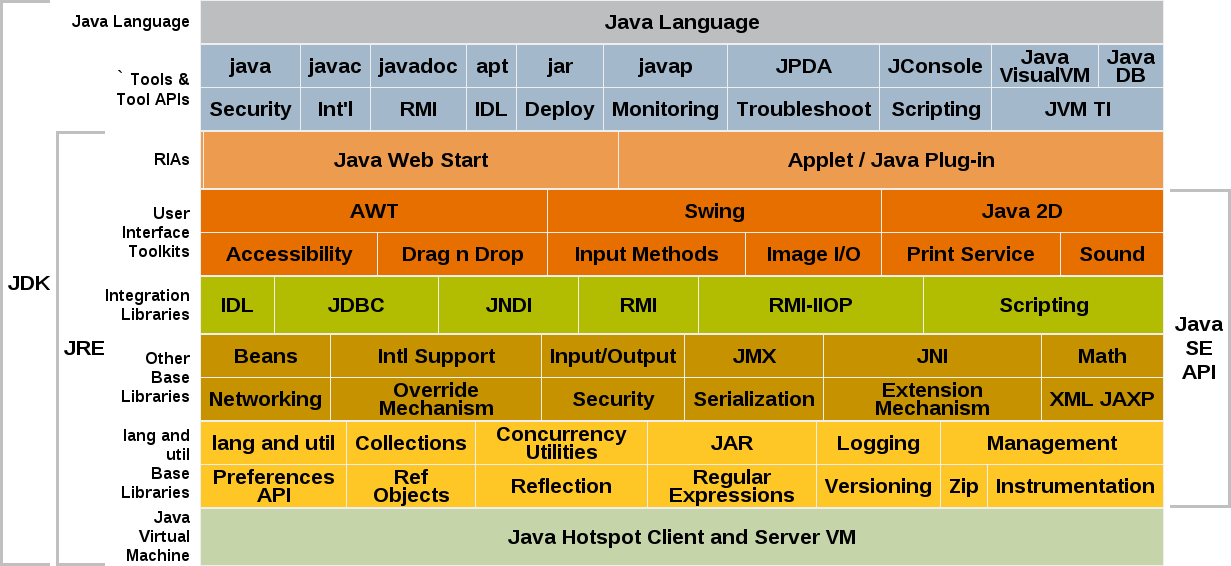 Java Language
Java Language
` Tools &
Tool APIs
java javac javadoc apt jar javap JPDA JConsole Java VisualVM Java DB
Security Int'l RMI IDL Deploy Monitoring Troubleshoot Scripting JVM TI
RIAs
Java Web Start Applet / Java Plug-in
User
Interface
Toolkits
AWT Swing Java 2D
Accessibility Drag n Drop Input Methods Image I/O Print Service Sound
JDK
Integration
Libraries
IDL JDBC JNDI RMI RMI-IIOP Scripting
JRE
Java
SE
API
Other
Base
Libraries
Beans Intl Support Input/Output JMX JNI Math
Networking Override Mechanism Security Serialization Extension Mechanism XML JAXP
lang and
util
Base
Libraries
lang and util Collections Concurrency Utilities JAR Logging Management
Preferences API Ref Objects Reflection Regular Expressions Versioning Zip Instrumentation
Java
Virtual
Machine
Java Hotspot Client and Server VM